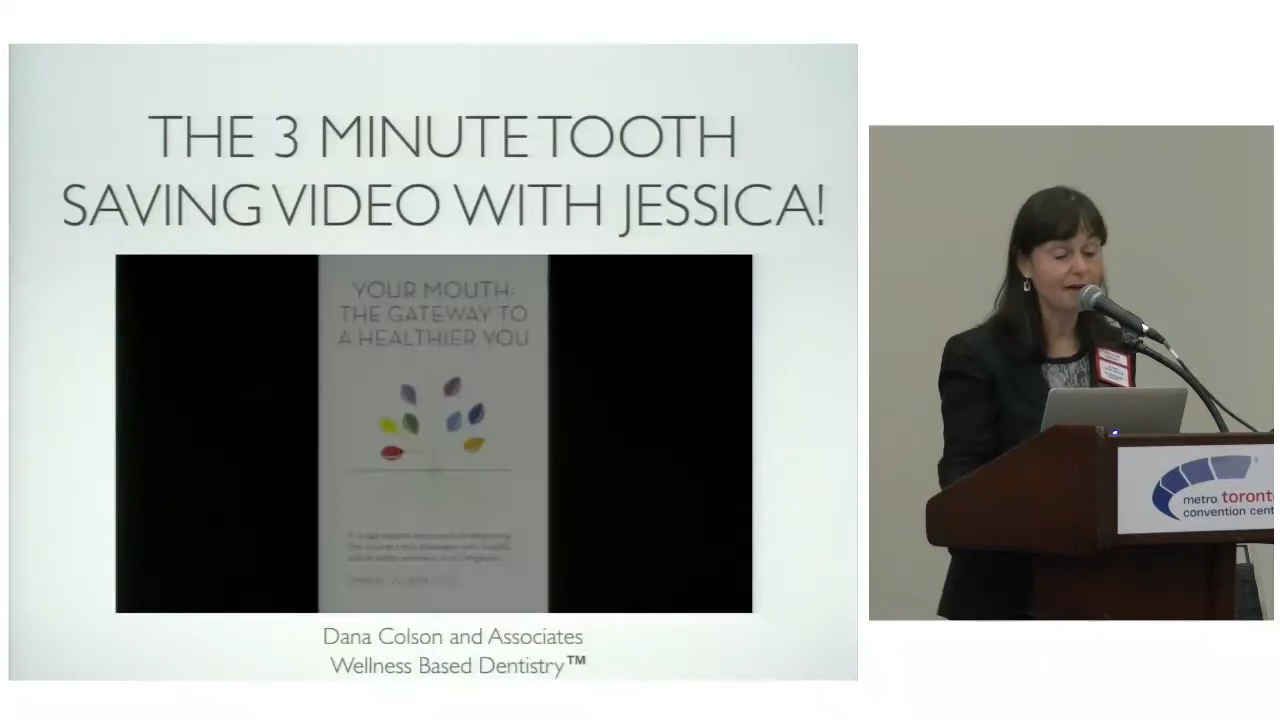 THE 3 MINUTE TOOTH
SAVING VIDEO WITH JESSICA!
YOUR MOUTH:
THE GATEWAY TO
A HEALTHIER YOU
Dana Colson and Associates
Wellness Based Dentistry™
metro toronto
convention cent